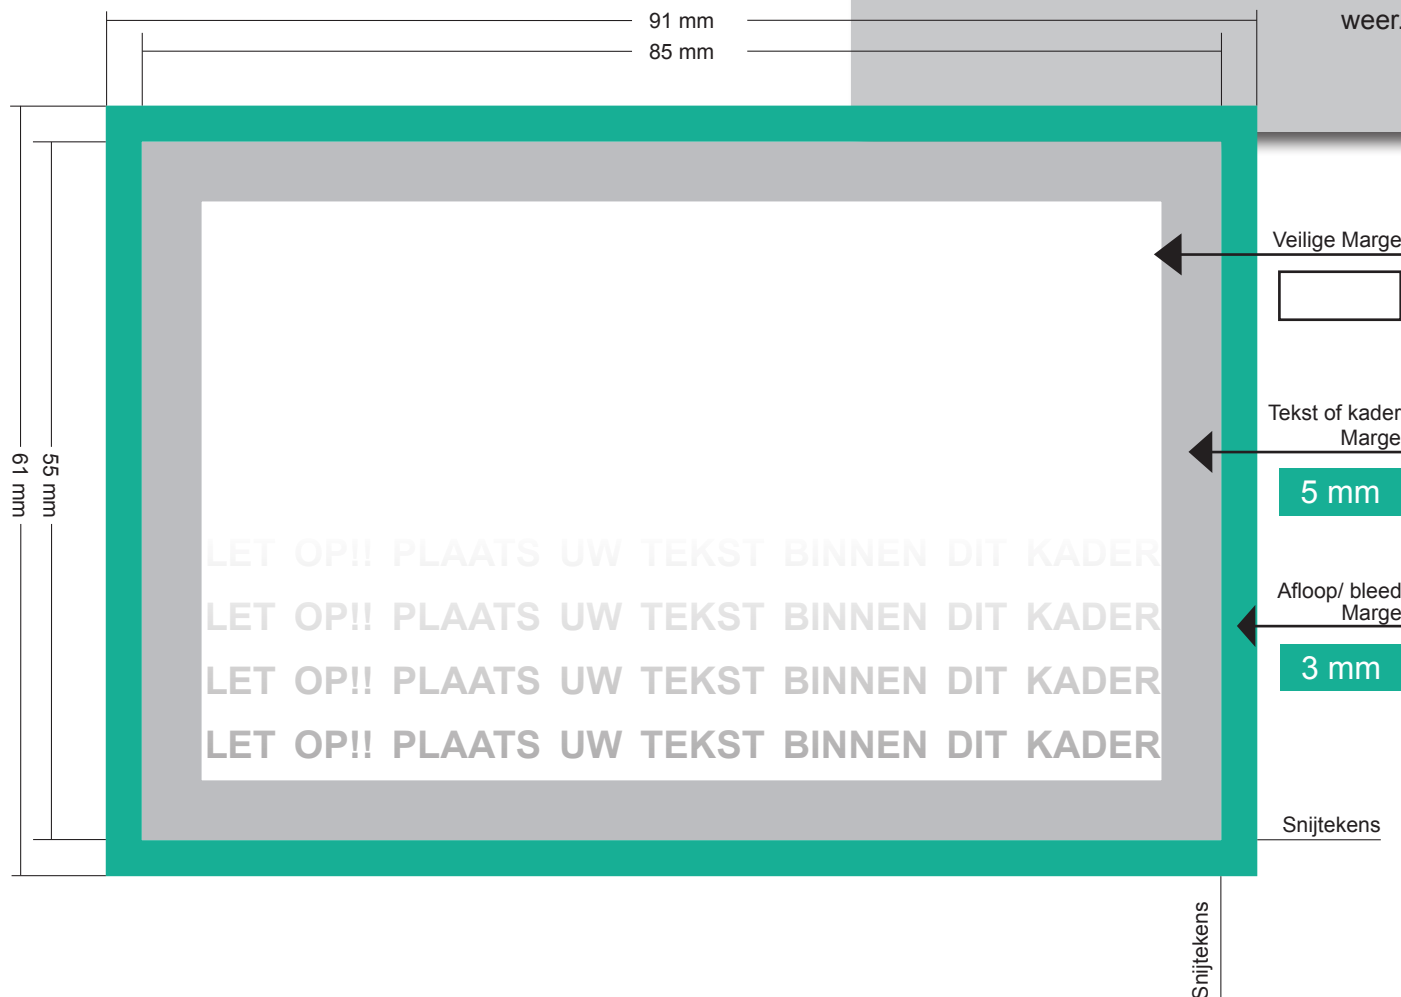 weer.
91 mm
85 mm
61 mm
55 mm
Veilige Marge
Tekst of kader
Marge
5 mm
Afloop/ bleed
Marge
3 mm
LET OP!! PLAATS UW TEKST BINNEN DIT KADER
LET OP!! PLAATS UW TEKST BINNEN DIT KADER
LET OP!! PLAATS UW TEKST BINNEN DIT KADER
LET OP!! PLAATS UW TEKST BINNEN DIT KADER
Snijtekens
Snijtekens